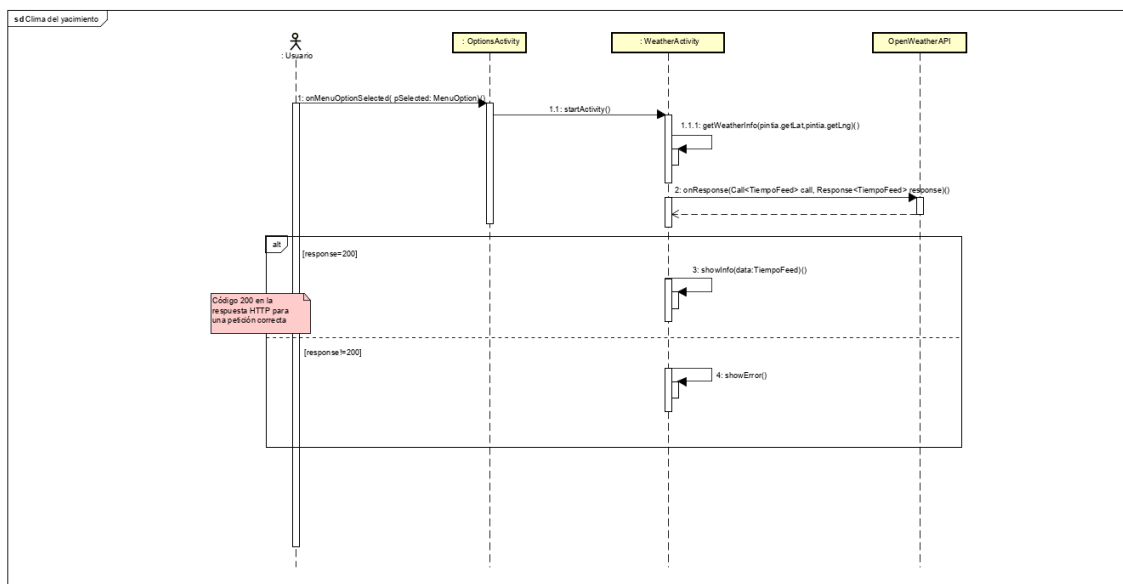 sd Clima del yacimiento
: Usuario
: OptionsActivity
: WeatherActivity
OpenWeatherAPI
1: onMenuOptionSelected( pSelected: MenuOption)()
1.1: startActivity()
1.1.1: getWeatherInfo(pintia.getLat,pintia.getLng)()
2: onResponse(Call<TiempoFeed> call, Response<TiempoFeed> response)()
alt
[response=200]
3: showInfo(data:TiempoFeed)()
Código 200 en la
respuesta HTTP para
una petición correcta
[response!=200]
4: showError()